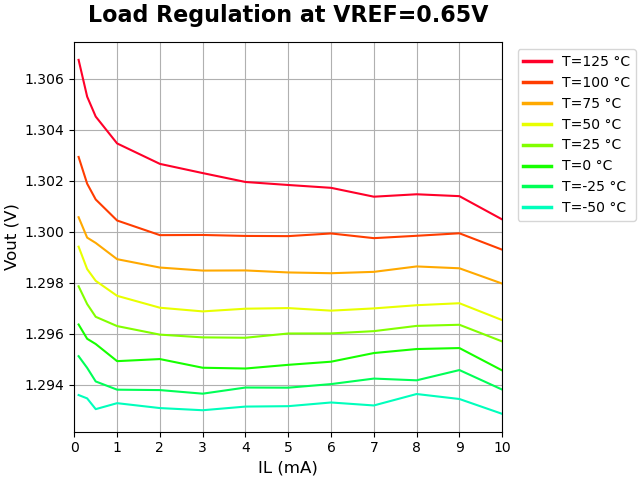 Load Regulation at VREF=0.65V
Vout (V)
1.306
1.304
1.302
1.300
1.298
1.296
1.294
0 1 2 3 4 5 6 7 8 9 10
IL (mA)
T=125 °C
T=100 °C
T=75 °C
T=50 °C
T=25 °C
T=0 °C
T=-25 °C
T=-50 °C